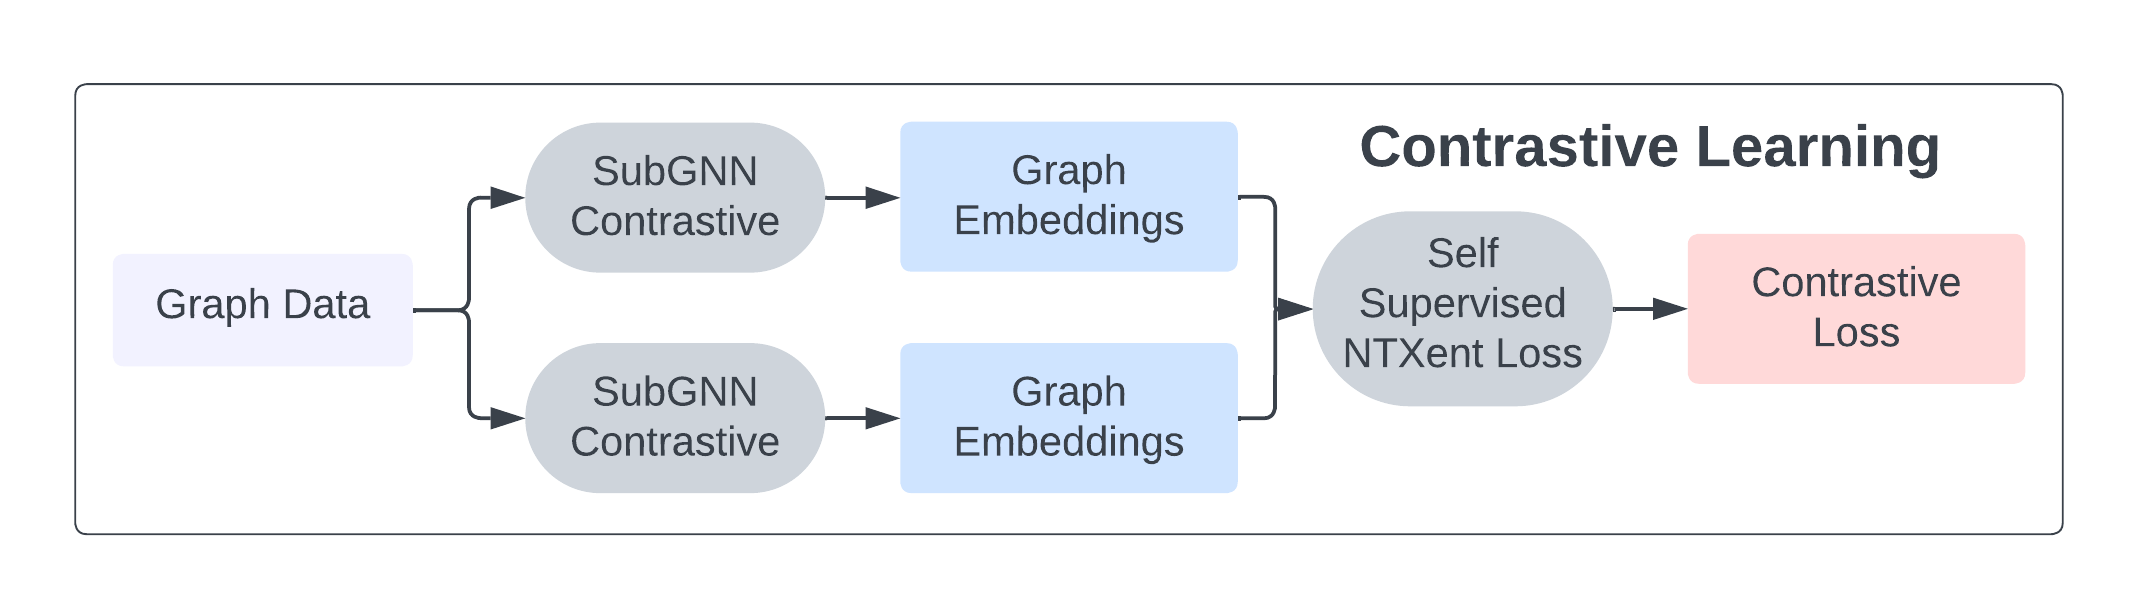 Contrastive Learning
Graph Data
SubGNN
Contrastive
Graph
Embeddings
SubGNN
Contrastive
Graph
Embeddings
Self
Supervised
NTXent Loss
Contrastive
Loss